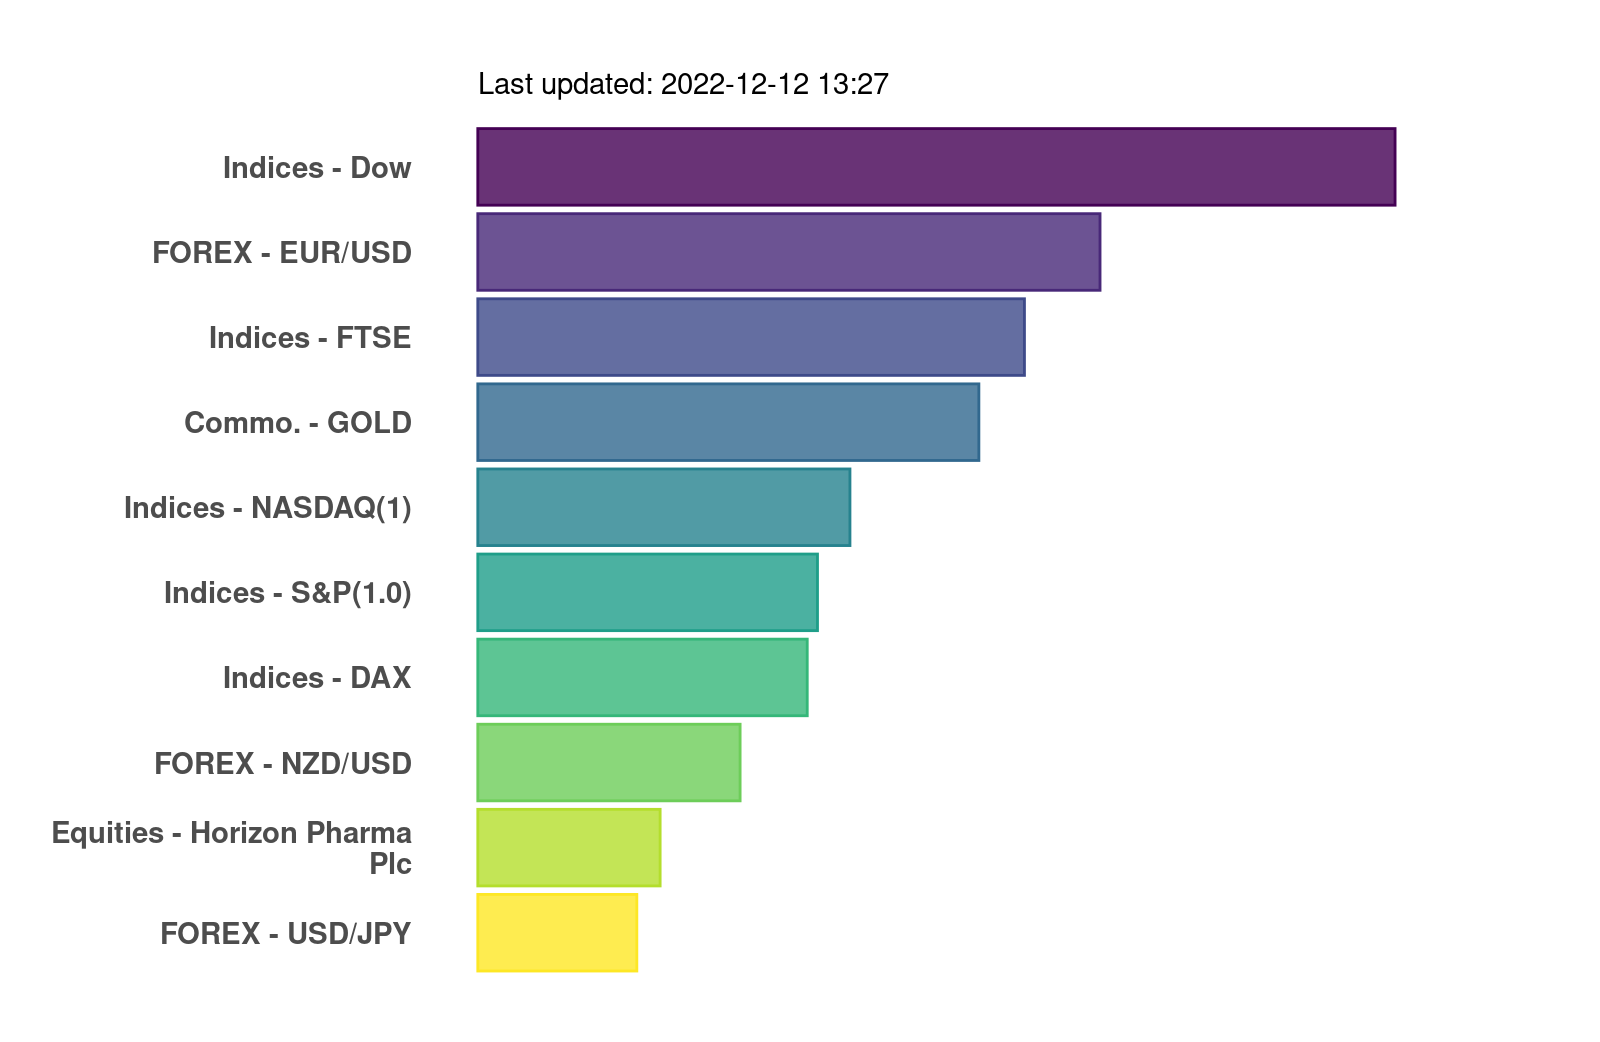 Last updated: 2022-12-12 13:27
Indices - Dow
FOREX - EUR/USD
Indices - FTSE
Commo. - GOLD
Indices - NASDAQ(1)
Indices - S&P(1.0)
Indices - DAX
FOREX - NZD/USD
Equities - Horizon Pharma
Plc
FOREX - USD/JPY